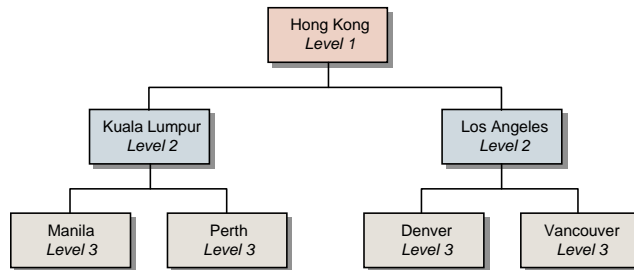 Hong Kong
Level 1
Kuala Lumpur
Level 2
Los Angeles
Level 2
Manila
Level 3
Perth
Level 3
Denver
Level 3
Vancouver
Level 3